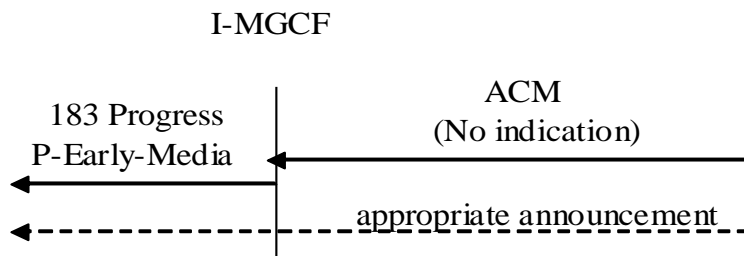 I-MGCF
183 Progress
P-Early-Media
ACM
(No indication)
appropriate announcement